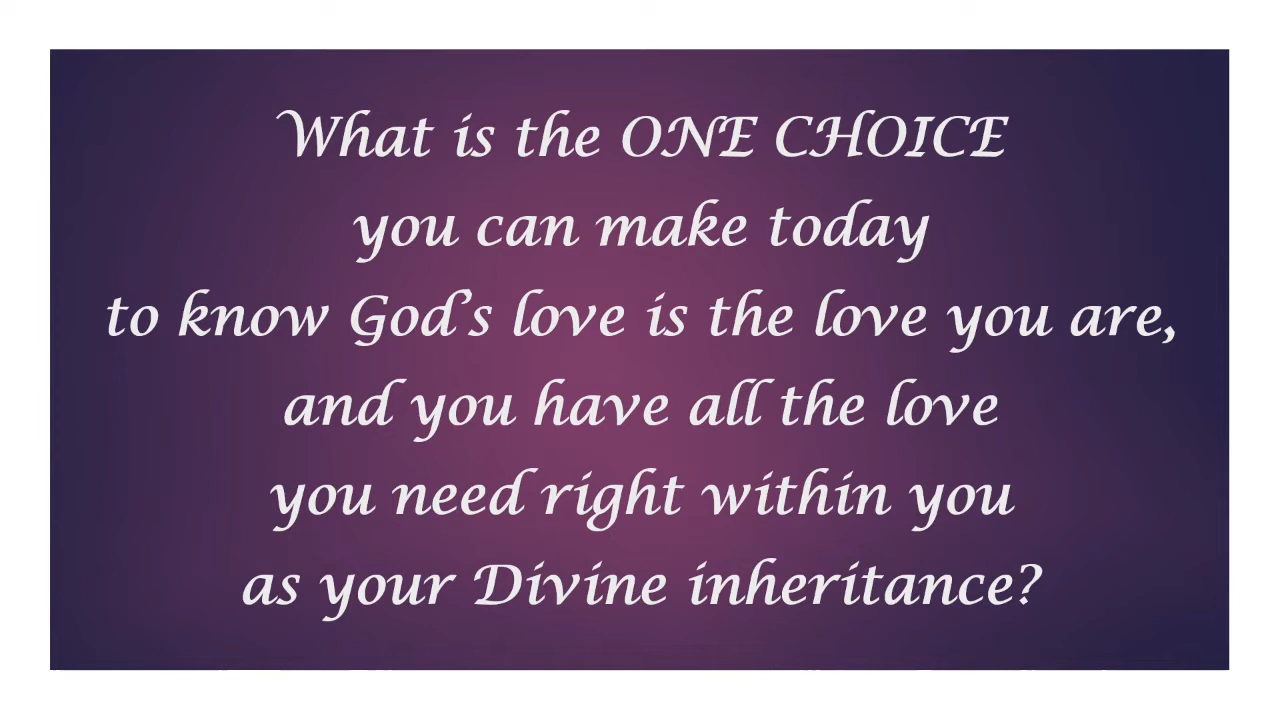 What is the ONE CHOICE
you can make today
to know God’s love is the love you are,
and you have all the love
you need right within you
as your Divine inheritance?